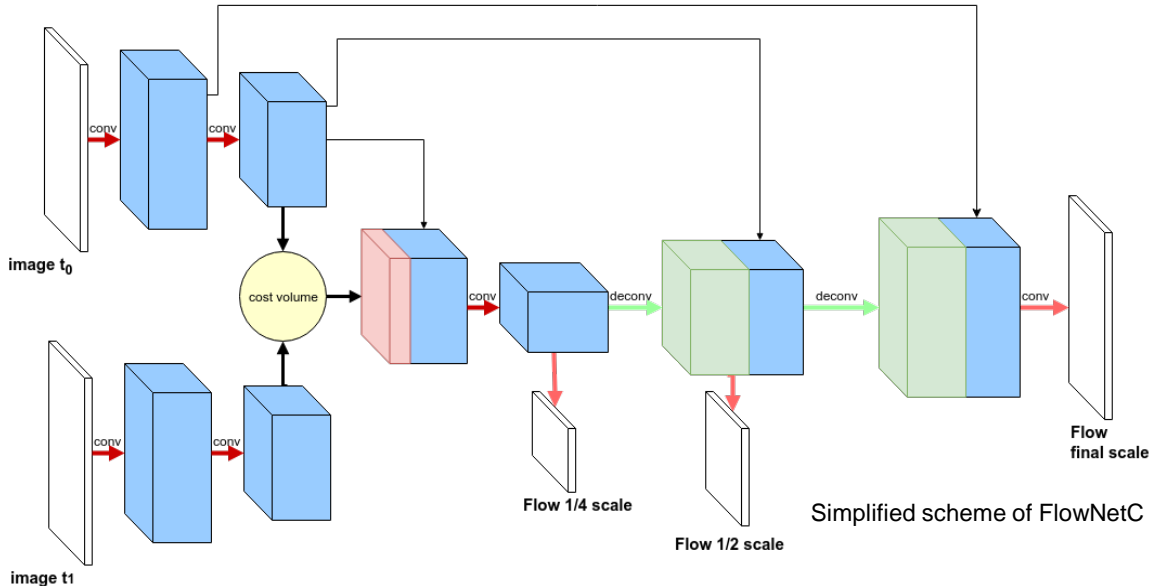 conv
conv
image t0
cost volume
conv
deconv
deconv
conv
conv
conv
image t1
Flow 1/4 scale
Flow 1/2 scale
Flow
final scale
Simplified scheme of FlowNetC